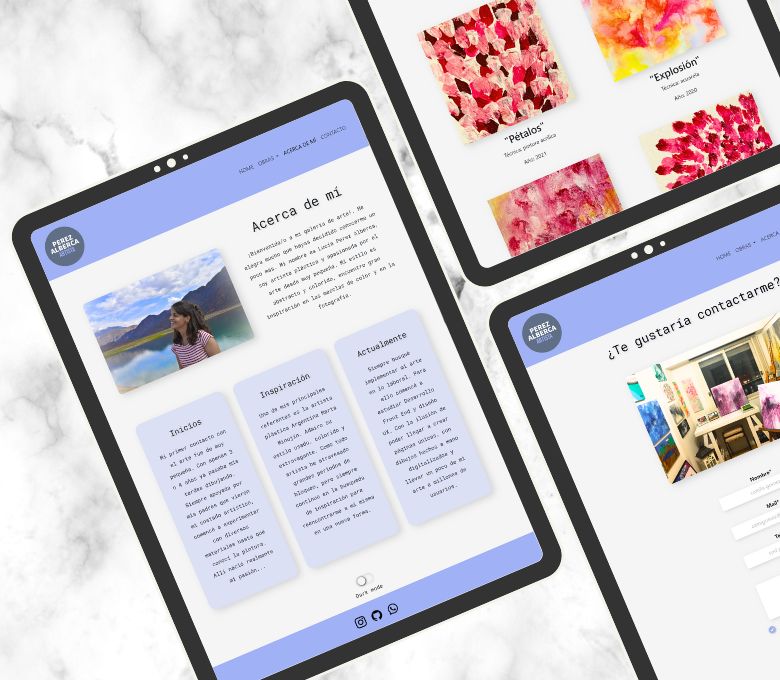 HOME OBRAS ACERCA DE MÍ CONTACTO
PEREZ
ALBERCA
ARTISTA
Acerca de mí
¡Bienvenida/o a mi galería de arte!. Me
alegra mucho que hayas decidido conocerme un
poco más. Mi nombre es Lucía Perez Alberca,
soy artista plástica y apasionada por el
arte desde muy pequeña. Mi estilo es
abstracto y colorido, encuentro gran
inspiración en las mezclas de color y en la
fotografía.
Inicios
Mi primer contacto con
el arte fue de muy
pequeña. Con apenas 3
o 4 años ya pasaba mis
tardes dibujando.
Siempre apoyada por
mis padres que vieron
mi costado artístico,
comencé a experimentar
con diversos
materiales hasta que
conocí la pintura.
Allí nació realmente
mi pasión...
Inspiración
Uno de mis principales
referentes es la artista
plástica Argentina Marta
Minujín. Admiro su
estilo osado, colorido y
extravagante. Como todo
artista he atravesado
grandes períodos de
bloqueo, pero siempre
continúo en la búsqueda
de inspiración para
reencontrarme a mi misma
en una nueva forma.
Actualmente
Siempre busqué
implementar al arte
en lo laboral. Para
ello comencé a
estudiar Desarrollo
Front End y diseño
UX. Con la ilusión de
poder llegar a crear
páginas únicas, con
dibujos hechos a mano
digitalizados y
llevar un poco de mi
arte a millones de
usuarios.
Dark mode
"Pétalos"
Técnica: pintura acrílica
Año: 2021
"Explosión"
Técnica: acuarela
Año: 2020
HOME OBRAS ACERCA
PEREZ
ALBERCA
ARTISTA
¿Te gustaría contactarme?
Nombre*
Mail*
Te